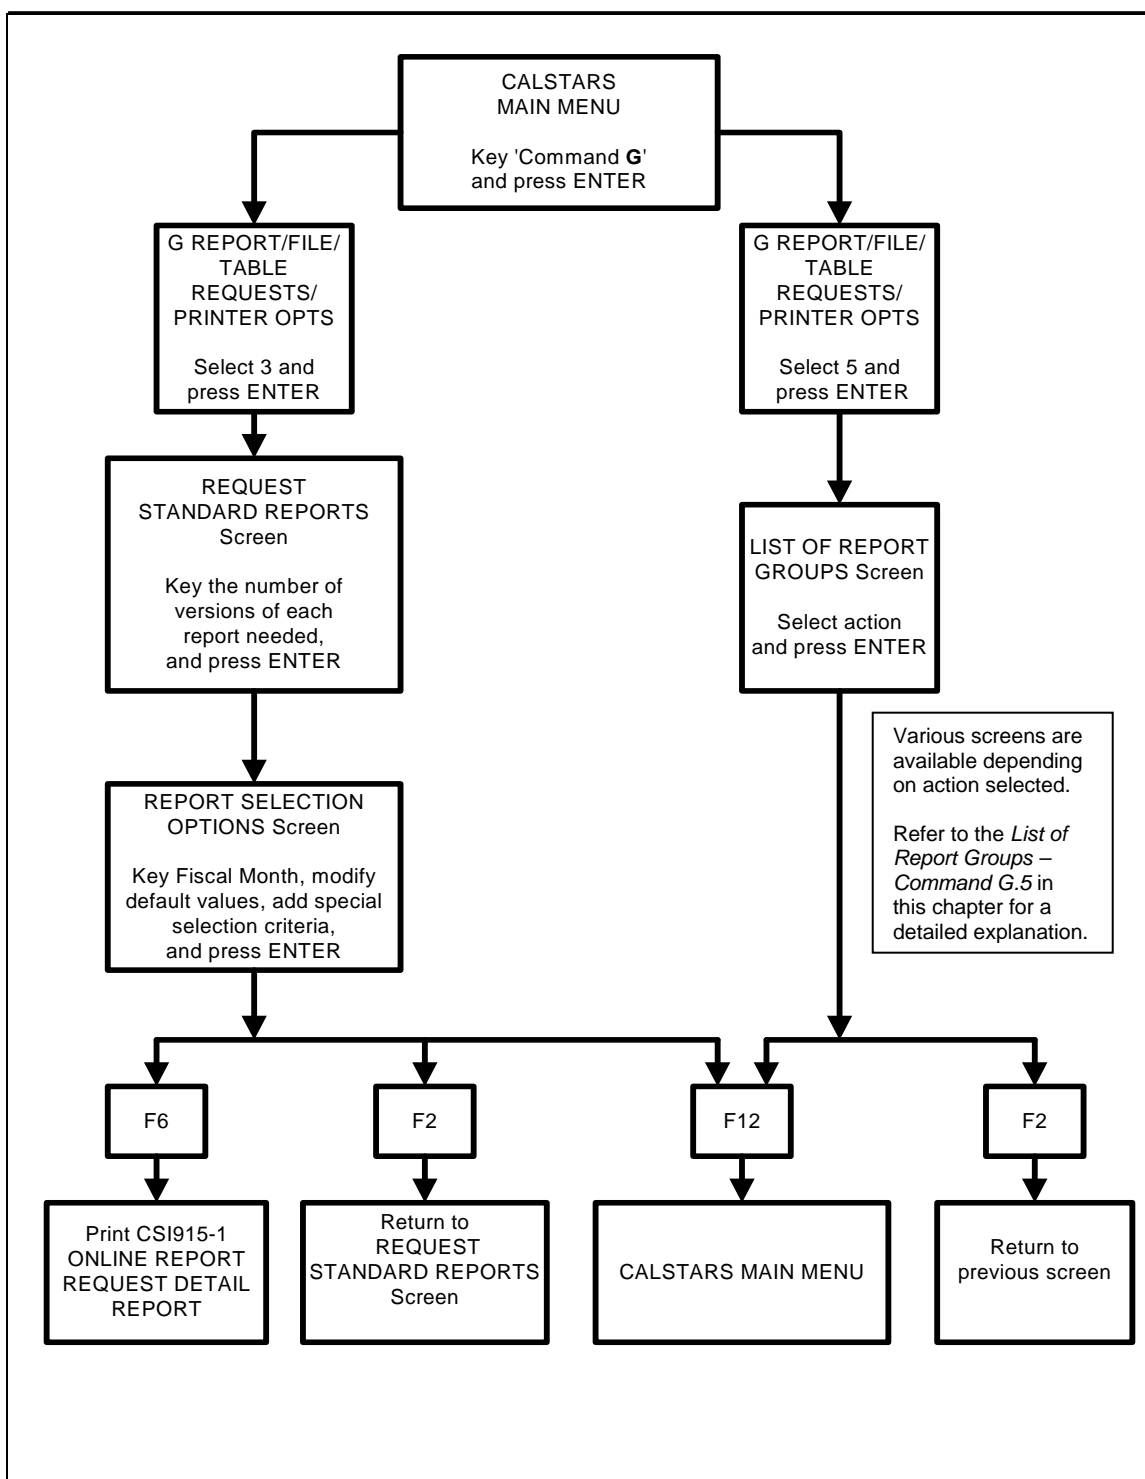 CALSTARS
MAIN MENU
Key 'Command G'
and press ENTER
G REPORT/FILE/
TABLE
REQUESTS/
PRINTER OPTS
Select 3 and
press ENTER
G REPORT/FILE/
TABLE
REQUESTS/
PRINTER OPTS
Select 5 and
press ENTER
REQUEST
STANDARD REPORTS
Screen
Key the number of
versions of each
report needed,
and press ENTER
LIST OF REPORT
GROUPS Screen
Select action
and press ENTER
Various screens are
available depending
on action selected.
Refer to the List of
Report Groups –
Command G.5 in
this chapter for a
detailed explanation.
REPORT SELECTION
OPTIONS Screen
Key Fiscal Month, modify
default values, add special
selection criteria,
and press ENTER
F6
F2
F12
F2
Print CSI915-1
ONLINE REPORT
REQUEST DETAIL
REPORT
Return to
REQUEST
STANDARD REPORTS
Screen
CALSTARS MAIN MENU
Return to
previous screen